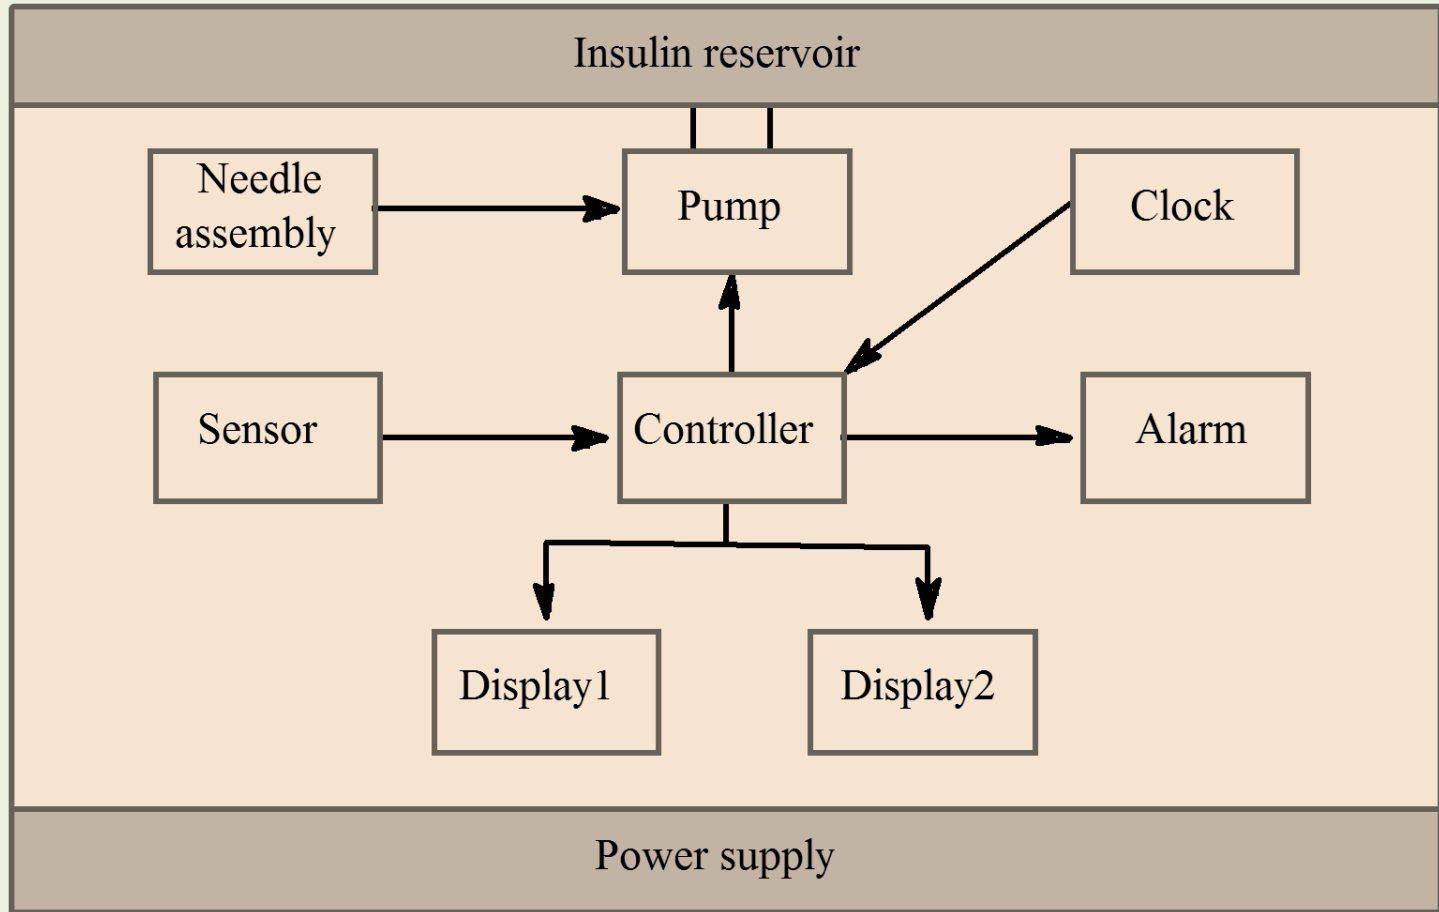 Insulin reservoir
Needle
assembly
Pump
Clock
Sensor
Controller
Alarm
Display1
Display2
Power supply